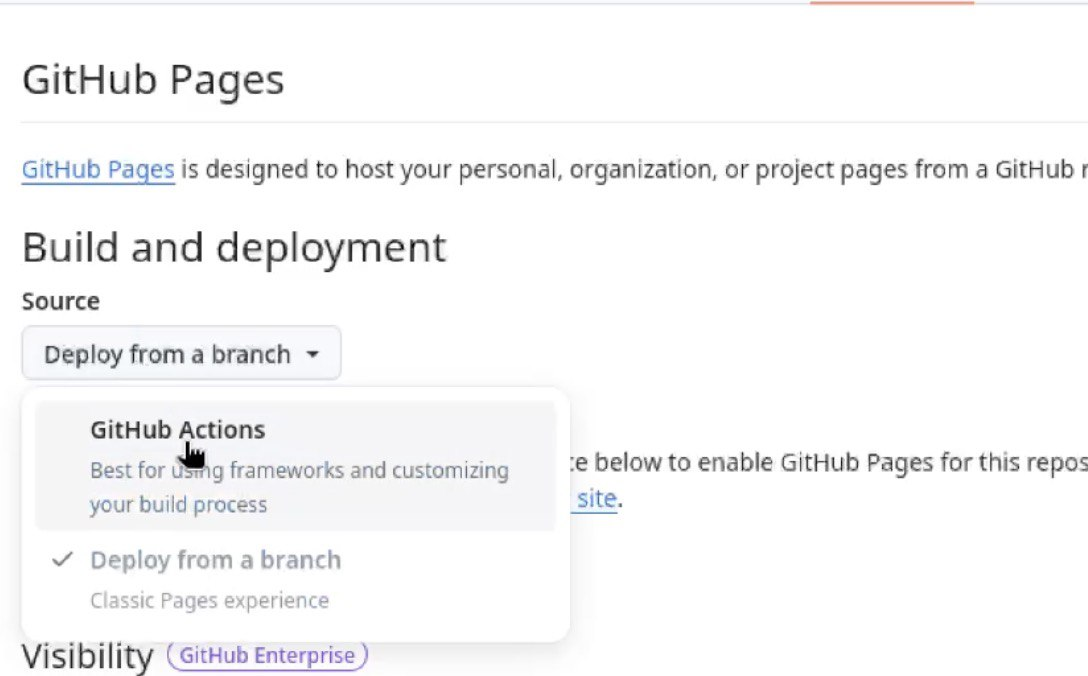 GitHub Pages
GitHub Pages is designed to host your personal, organization, or project pages from a GitHub
Build and deployment
Source
Deploy from a branch
GitHub Actions
Best for using frameworks and customizing
your build process
below to enable GitHub Pages for this
site.
Deploy from a branch
Classic Pages experience
Visibility GitHub Enterprise